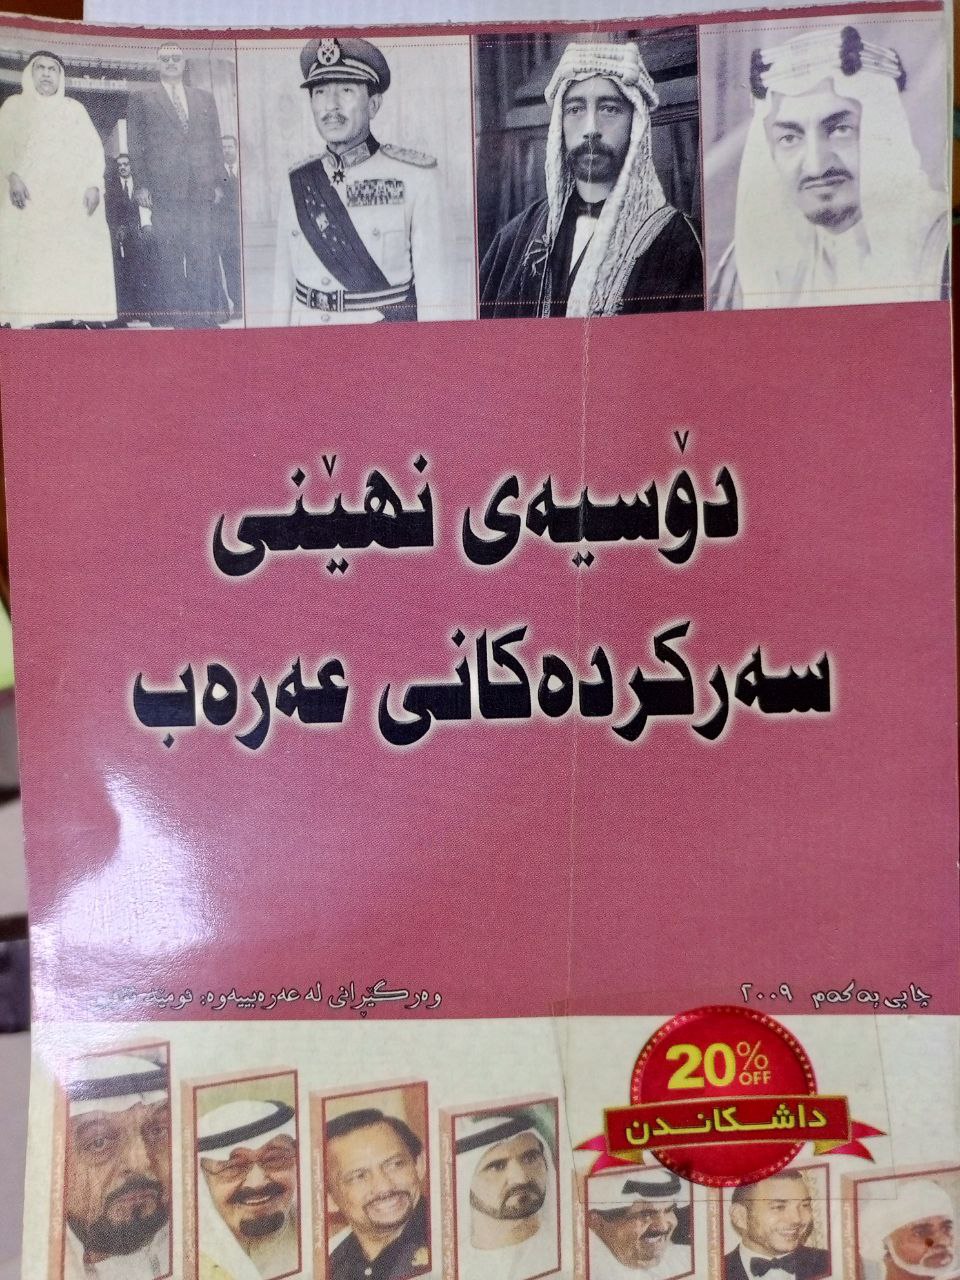 دۆسیەی نهێنی
سەرکردەکانی عەرەب
چاپی یەکەم ٢٠٠٩
وەرگێڕانی لە عەرەبییەوە:
20% OFF
داشکاندن